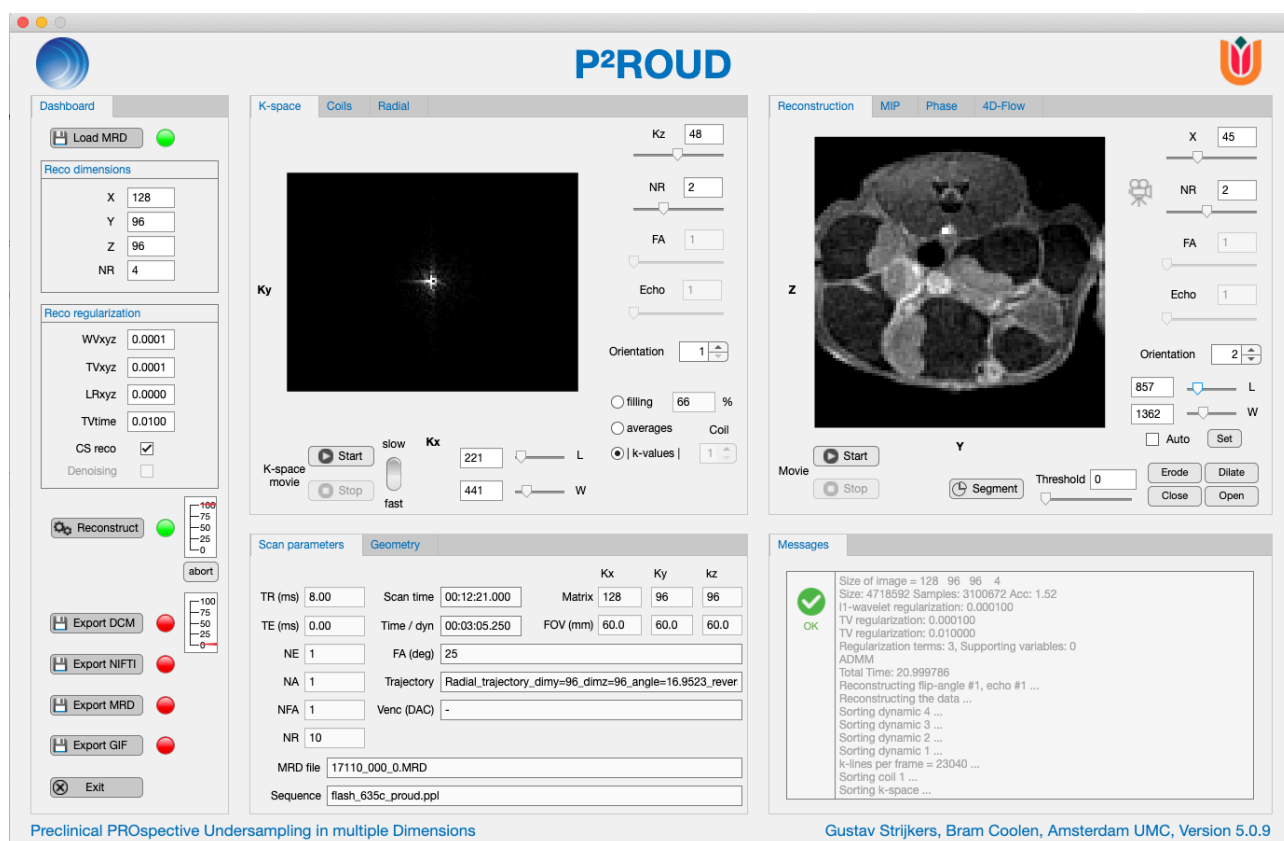 P²ROUD
Dashboard
Load MRD
Reco dimensions
X 128
Y 96
Z 96
NR 4
Reco regularization
WVxyz 0.0001
TVxyz 0.0001
LRxyz 0.0000
TVtime 0.0100
CS reco
Denoising
Reconstruct
100
75
50
25
0
abort
Export DCM
100
75
50
25
0
Export NIFTI
Export MRD
Export GIF
Exit
K-space Coils Radial
Kz 48
NR 2
FA 1
Echo 1
Ky
Orientation 1
filling 66 %
averages Coil
| k-values | 1
Kx
K-space movie
Start
Stop
slow
fast
221 L
441 W
Scan parameters Geometry
Kx Ky kz
TR (ms) 8.00 Scan time 00:12:21.000 Matrix 128 96 96
TE (ms) 0.00 Time / dyn 00:03:05.250 FOV (mm) 60.0 60.0 60.0
NE 1 FA (deg) 25
NA 1 Trajectory Radial_trajectory_dimy=96_dimz=96_angle=16.9523_rever
NFA 1 Venc (DAC) -
NR 10
MRD file 17110_000_0.MRD
Sequence flash_635c_proud.ppl
Reconstruction MIP Phase 4D-Flow
X 45
NR 2
FA 1
Echo 1
Z
Orientation 2
857 L
1362 W
Auto Set
Y
Movie
Start
Stop
Segment
Threshold 0
Erode Dilate
Close Open
Messages
OK
Size of image = 128 96 96 4
Size: 4718592 Samples: 3100672 Acc: 1.52
l1-wavelet regularization: 0.000100
TV regularization: 0.000100
TV regularization: 0.010000
Regularization terms: 3, Supporting variables: 0
ADMM
Total Time: 20.999786
Reconstructing flip-angle #1, echo #1 ...
Reconstructing the data ...
Sorting dynamic 4 ...
Sorting dynamic 3 ...
Sorting dynamic 2 ...
Sorting dynamic 1 ...
k-lines per frame = 23040 ...
Sorting coil 1 ...
Sorting k-space ...
Preclinical PROspective Undersampling in multiple Dimensions
Gustav Strijkers, Bram Coolen, Amsterdam UMC, Version 5.0.9